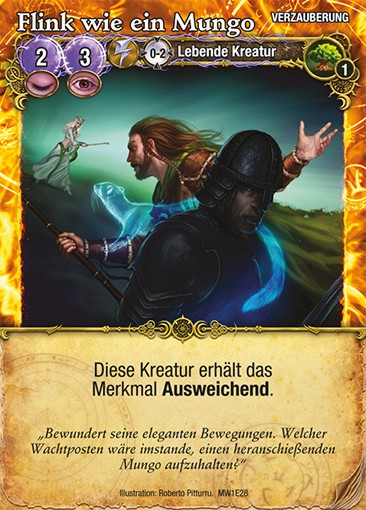 Flink wie ein Mungo
VERZAUBERUNG
2 3 0-2 Lebende Kreatur
1
Diese Kreatur erhält das
Merkmal Ausweichend.
„Bewundert seine eleganten Bewegungen. Welcher
Wachtposten wäre imstande, einen heranschießenden
Mungo aufzuhalten?“
Illustration: Roberto Pitturru. MW1E28